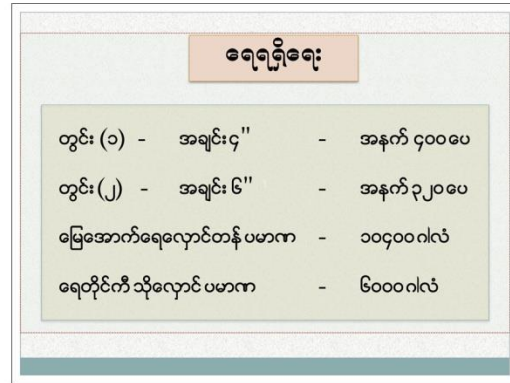 ရေရရှိရေး
တွင်း (၁) - အချင်း ၄" - အနက် ၄၀၀ ပေ
တွင်း (၂) - အချင်း ၆" - အနက် ၃၂၀ ပေ
မြေအောက်ရေလှောင်တန် ပမာဏ - ၁၀၄၀၀ ဂါလံ
ရေတိုင်ကီ သိုလှောင် ပမာဏ - ၆၀၀၀ ဂါလံ